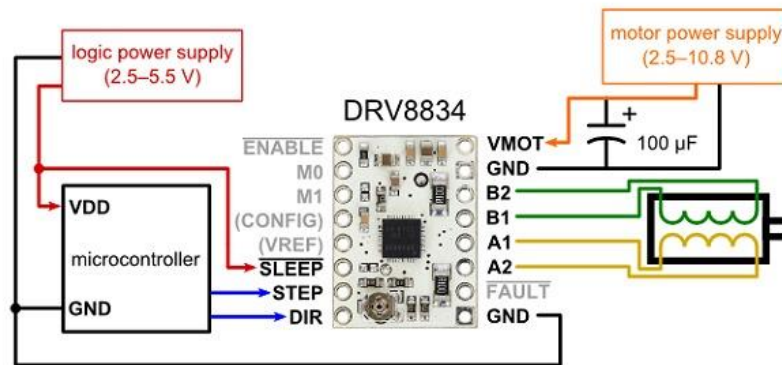 logic power supply
(2.5–5.5 V)
motor power supply
(2.5–10.8 V)
DRV8834
+
100 µF
ENABLE
M0
M1
(CONFIG)
(VREF)
SLEEP
STEP
DIR
VMOT
GND
B2
B1
A1
A2
FAULT
GND
VDD
microcontroller
GND